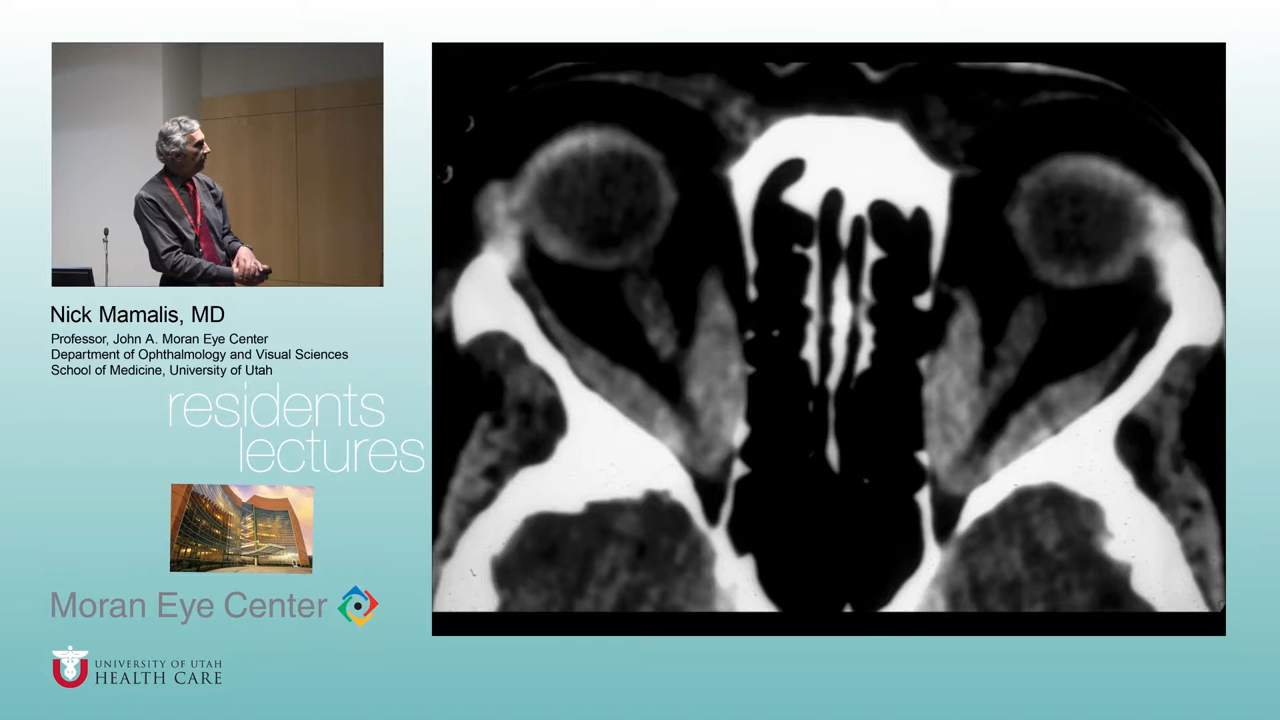 Nick Mamalis, MD
Professor, John A. Moran Eye Center
Department of Ophthalmology and Visual Sciences
School of Medicine, University of Utah
residents
lectures
Moran Eye Center
UNIVERSITY OF UTAH
HEALTH CARE